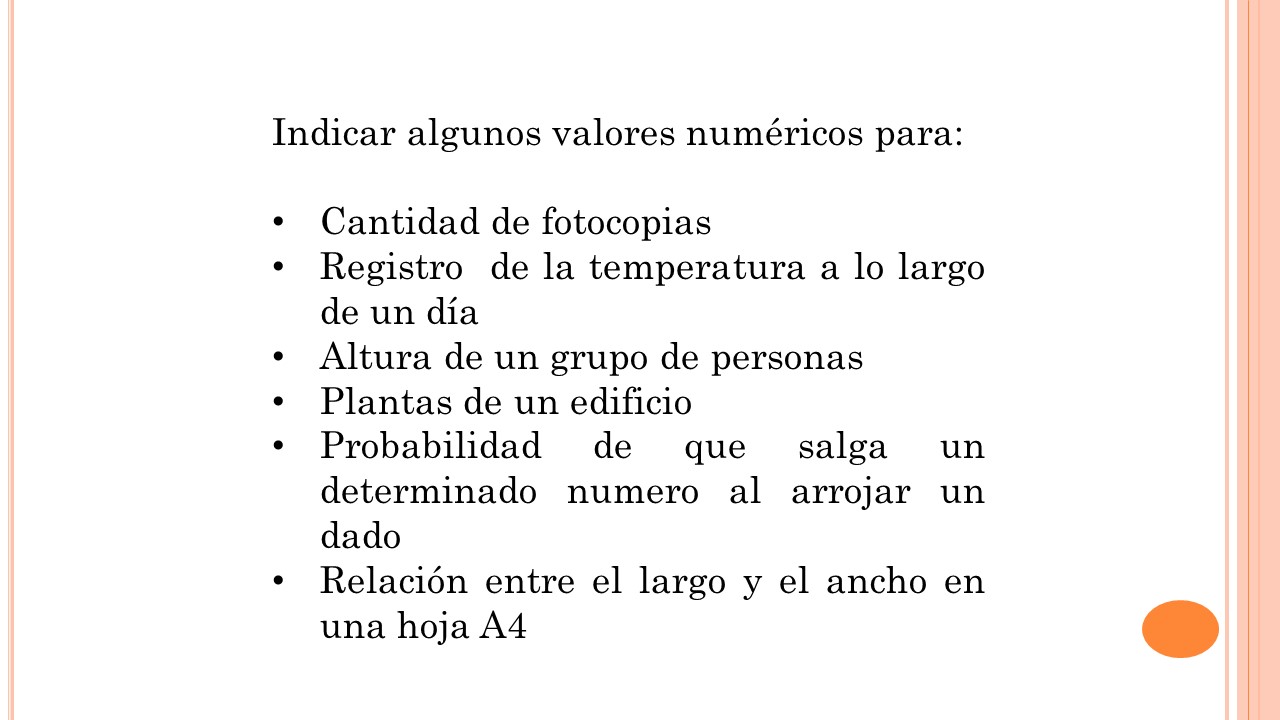 Indicar algunos valores numéricos para:
• Cantidad de fotocopias
• Registro de la temperatura a lo largo
de un día
• Altura de un grupo de personas
• Plantas de un edificio
• Probabilidad de que salga un
determinado numero al arrojar un
dado
• Relación entre el largo y el ancho en
una hoja A4